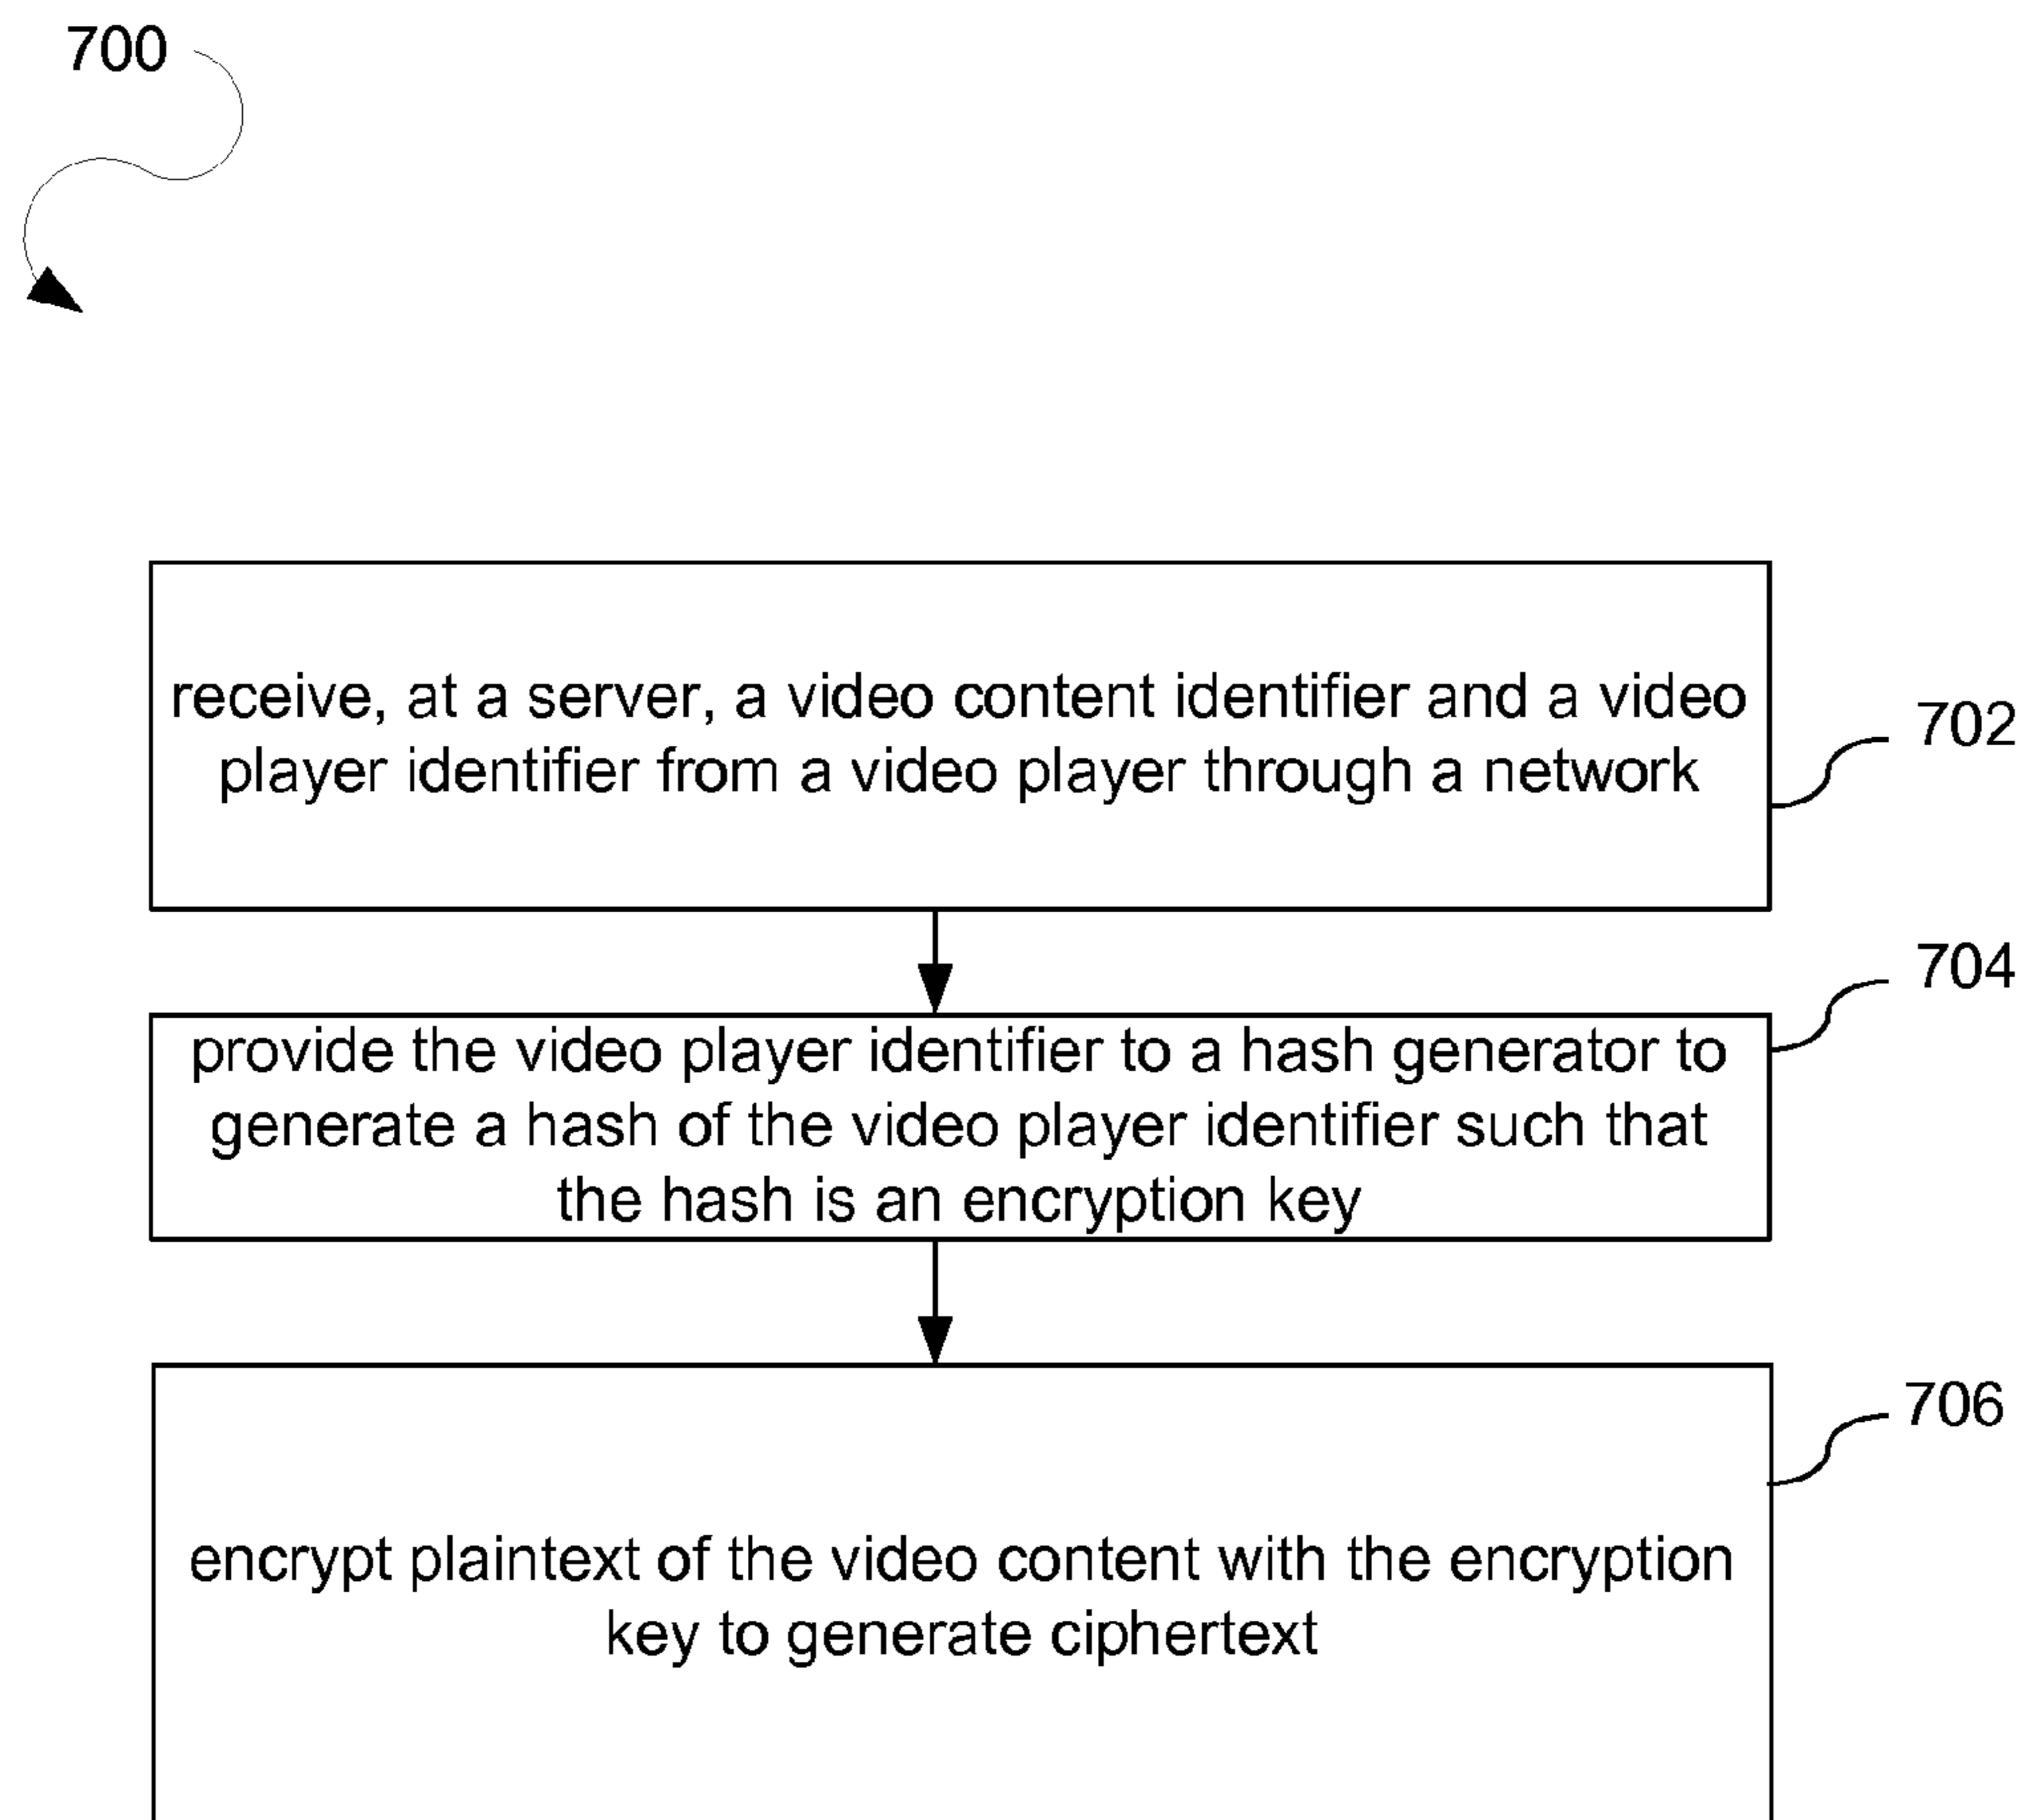 700
receive, at a server, a video content identifier and a video
player identifier from a video player through a network
702
704
provide the video player identifier to a hash generator to
generate a hash of the video player identifier such that
the hash is an encryption key
706
encrypt plaintext of the video content with the encryption
key to generate ciphertext